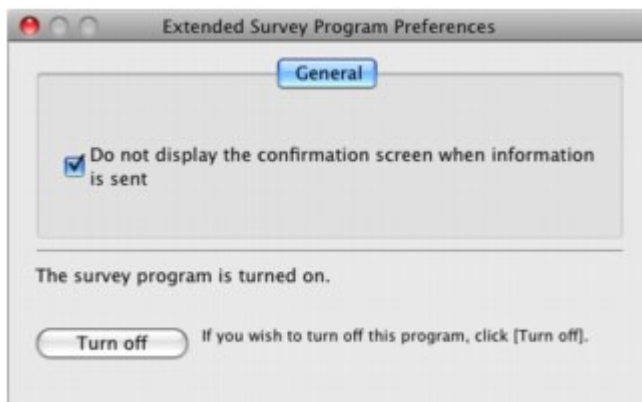 Extended Survey Program Preferences
General
Do not display the confirmation screen when information
is sent
The survey program is turned on.
Turn off
If you wish to turn off this program, click [Turn off].